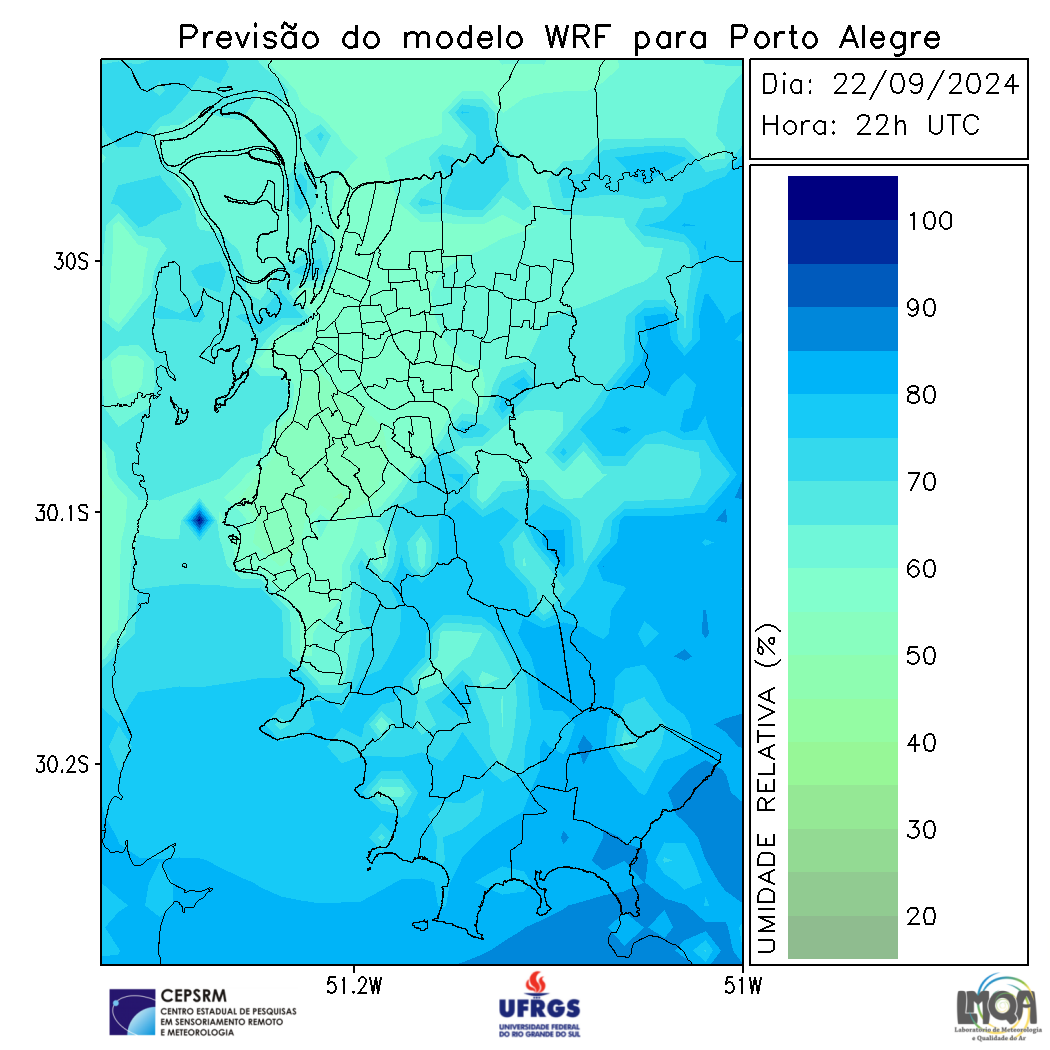 Previsão do modelo WRF para Porto Alegre
Dia: 22/09/2024
Hora: 22h UTC
100
90
80
70
60
50
40
30
20
UMIDADE RELATIVA (%)
30S
30.1S
30.2S
51.2W
51W
CEPSRM
CENTRO ESTADUAL DE PESQUISAS
EM SENSORIAMENTO REMOTO
E METEOROLOGIA
UFRGS
UNIVERSIDADE FEDERAL
DO RIO GRANDE DO SUL
LMQA
Laboratório de Meteorologia
e Qualidade do Ar